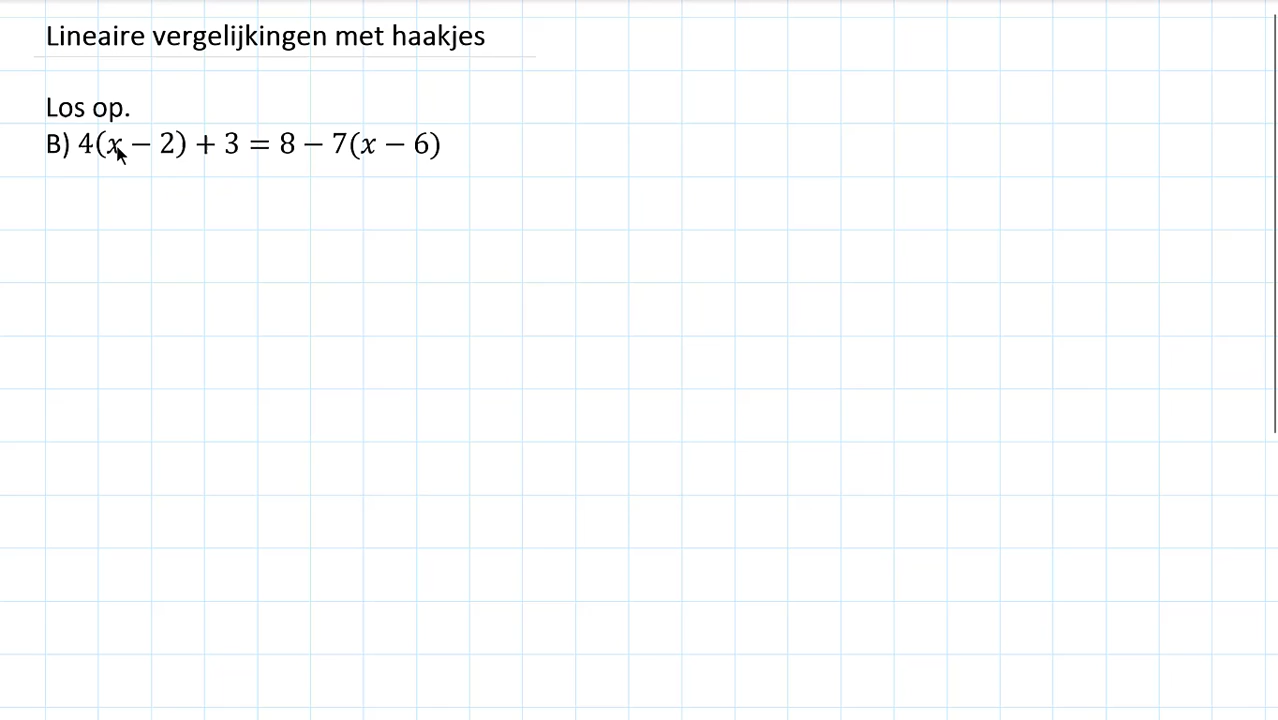 Lineaire vergelijkingen met haakjes
Los op.
B) 4(x − 2) + 3 = 8 − 7(x − 6)